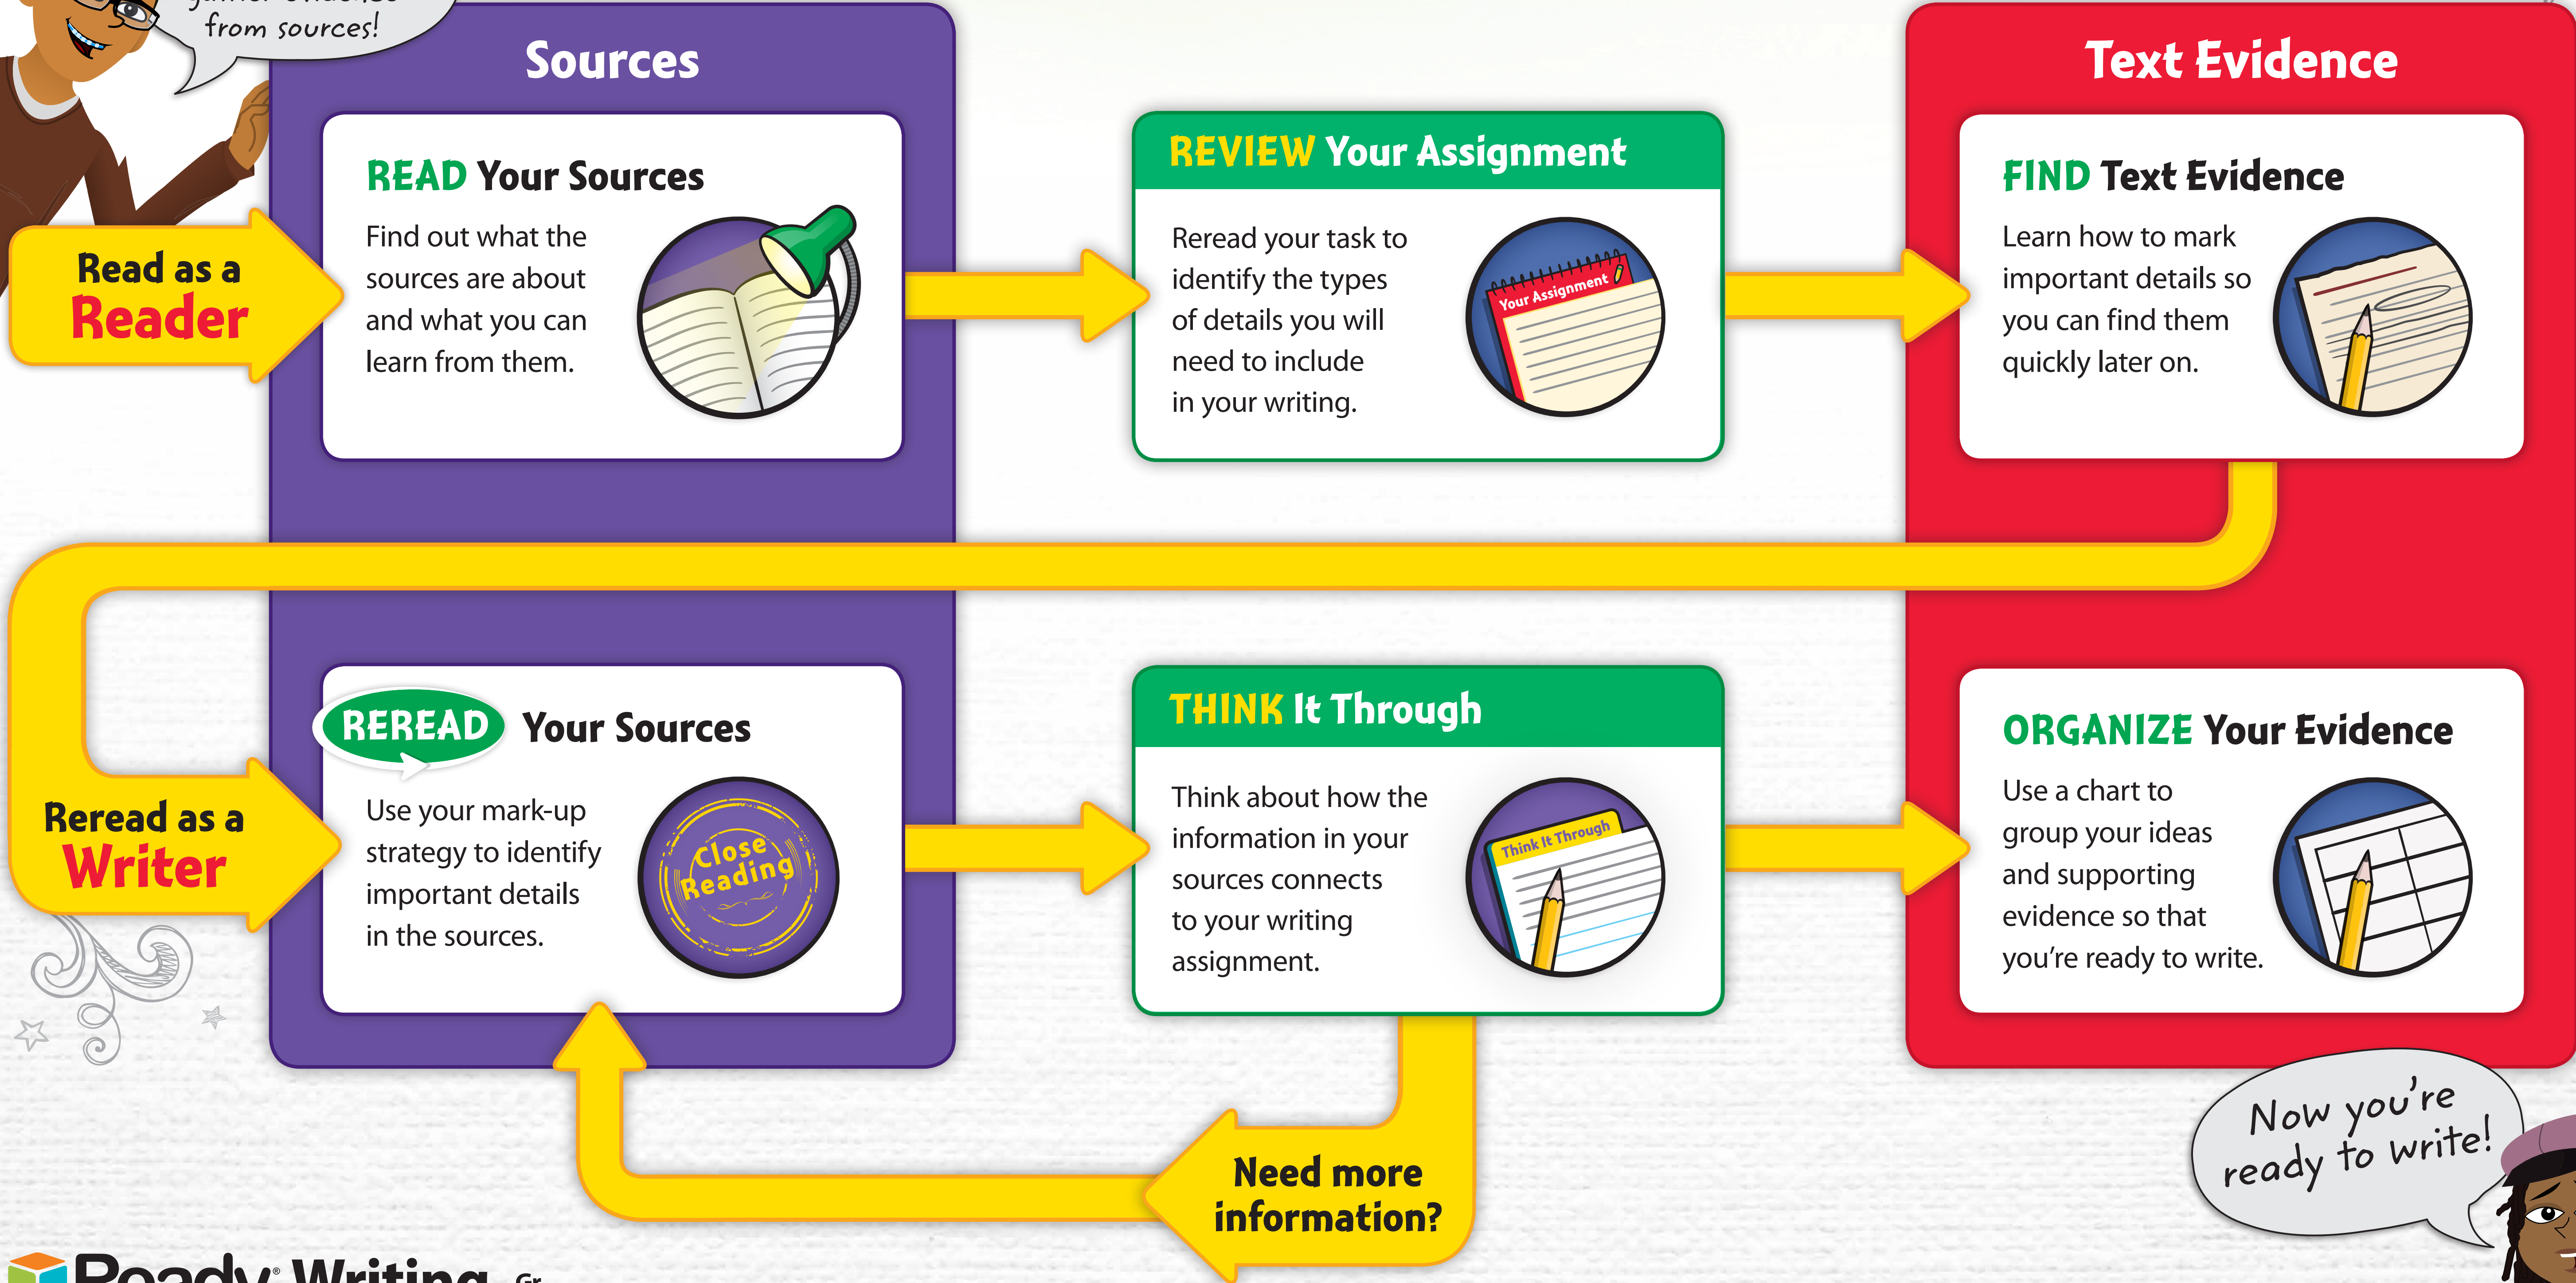 from sources!
Sources
Text Evidence
Read as a
Reader
READ Your Sources
Find out what the
sources are about
and what you can
learn from them.
REVIEW Your Assignment
Reread your task to
identify the types
of details you will
need to include
in your writing.
Your Assignment
FIND Text Evidence
Learn how to mark
important details so
you can find them
quickly later on.
Reread as a
Writer
REREAD Your Sources
Use your mark-up
strategy to identify
important details
in the sources.
Close
Reading
THINK It Through
Think about how the
information in your
sources connects
to your writing
assignment.
Think It Through
ORGANIZE Your Evidence
Use a chart to
group your ideas
and supporting
evidence so that
you're ready to write.
Need more
information?
Now you're
ready to write!
Ready® Writing